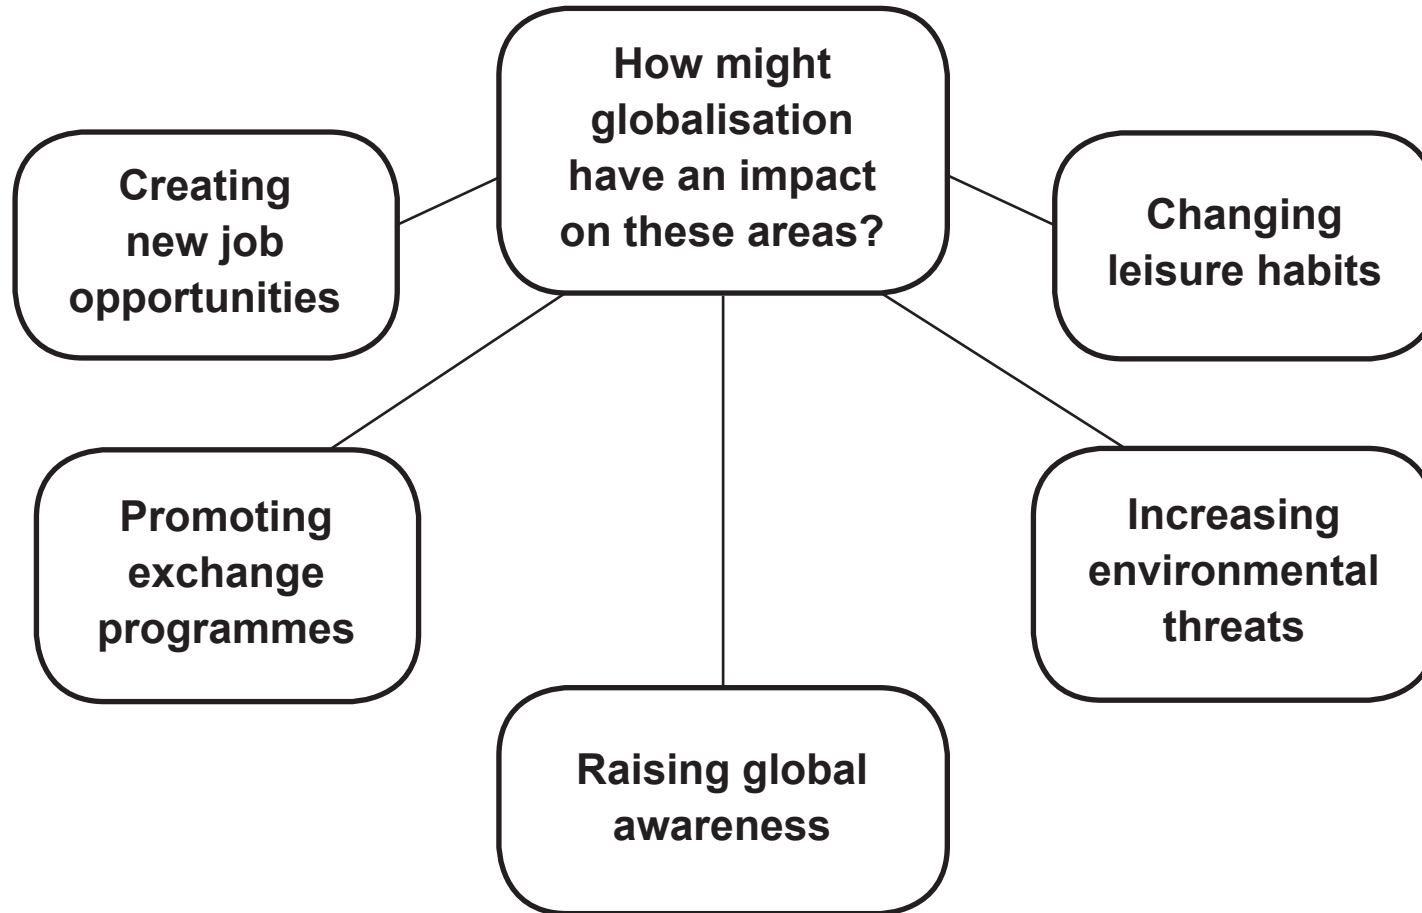 How might
globalisation
have an impact
on these areas?
Creating
new job
opportunities
Changing
leisure habits
Promoting
exchange
programmes
Increasing
environmental
threats
Raising global
awareness